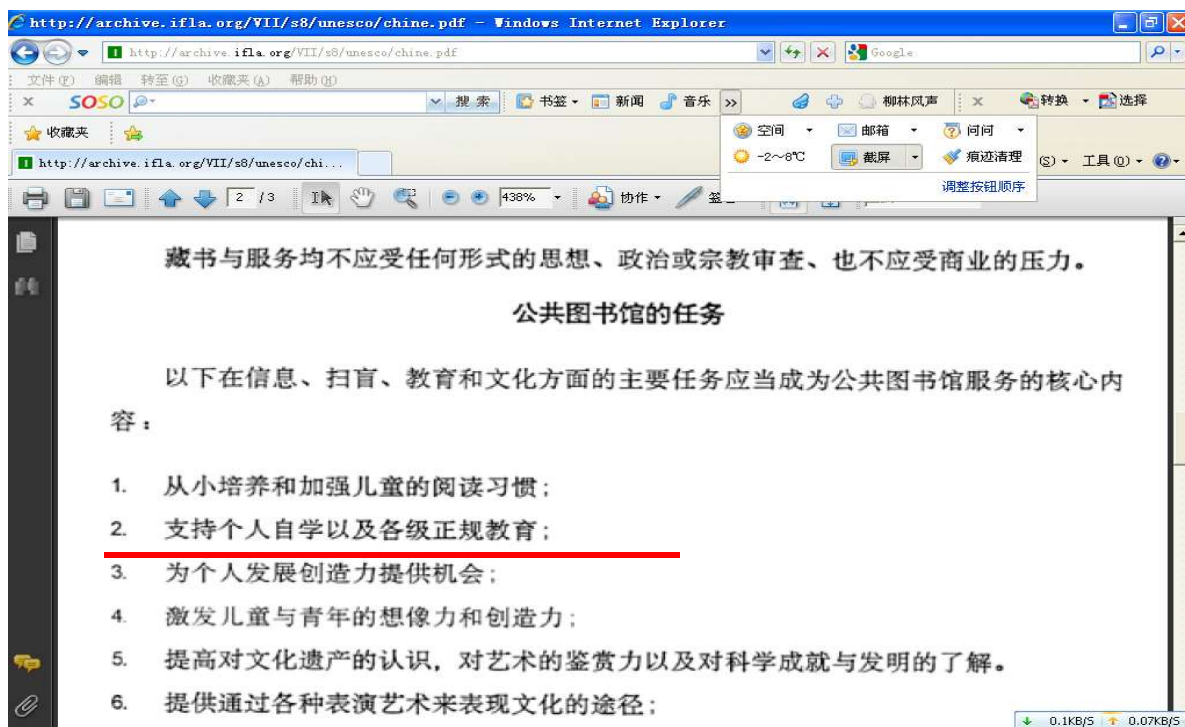 http://archive.ifla.org/VII/s8/unesco/chine.pdf - Windows Internet Explorer
http://archive.ifla.org/VII/s8/unesco/chine.pdf Google
文件(F) 编辑 转至(G) 收藏夹(A) 帮助(H)
x SOSO 搜 索 书签 新闻 音乐 >> 柳林风声 x 转换 选择
收藏夹 空间 邮箱 问问
http://archive.ifla.org/VII/s8/unesco/chi... -2~8℃ 截屏 痕迹清理 (S) 工具(O)
调整按钮顺序
2 /3 438% 协作
藏书与服务均不应受任何形式的思想、政治或宗教审查、也不应受商业的压力。
公共图书馆的任务
以下在信息、扫盲、教育和文化方面的主要任务应当成为公共图书馆服务的核心内
容：
1. 从小培养和加强儿童的阅读习惯；
2. 支持个人自学以及各级正规教育；
3. 为个人发展创造力提供机会；
4. 激发儿童与青年的想像力和创造力；
5. 提高对文化遗产的认识，对艺术的鉴赏力以及对科学成就与发明的了解。
6. 提供通过各种表演艺术来表现文化的途径；
0.1KB/S 0.07KB/S